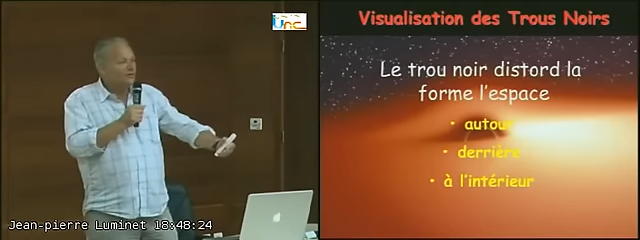 unc
Visualisation des Trous Noirs
Le trou noir distord la
forme l'espace
• autour
• derrière
• à l'intérieur
Jean-pierre Luminet 18:48:24